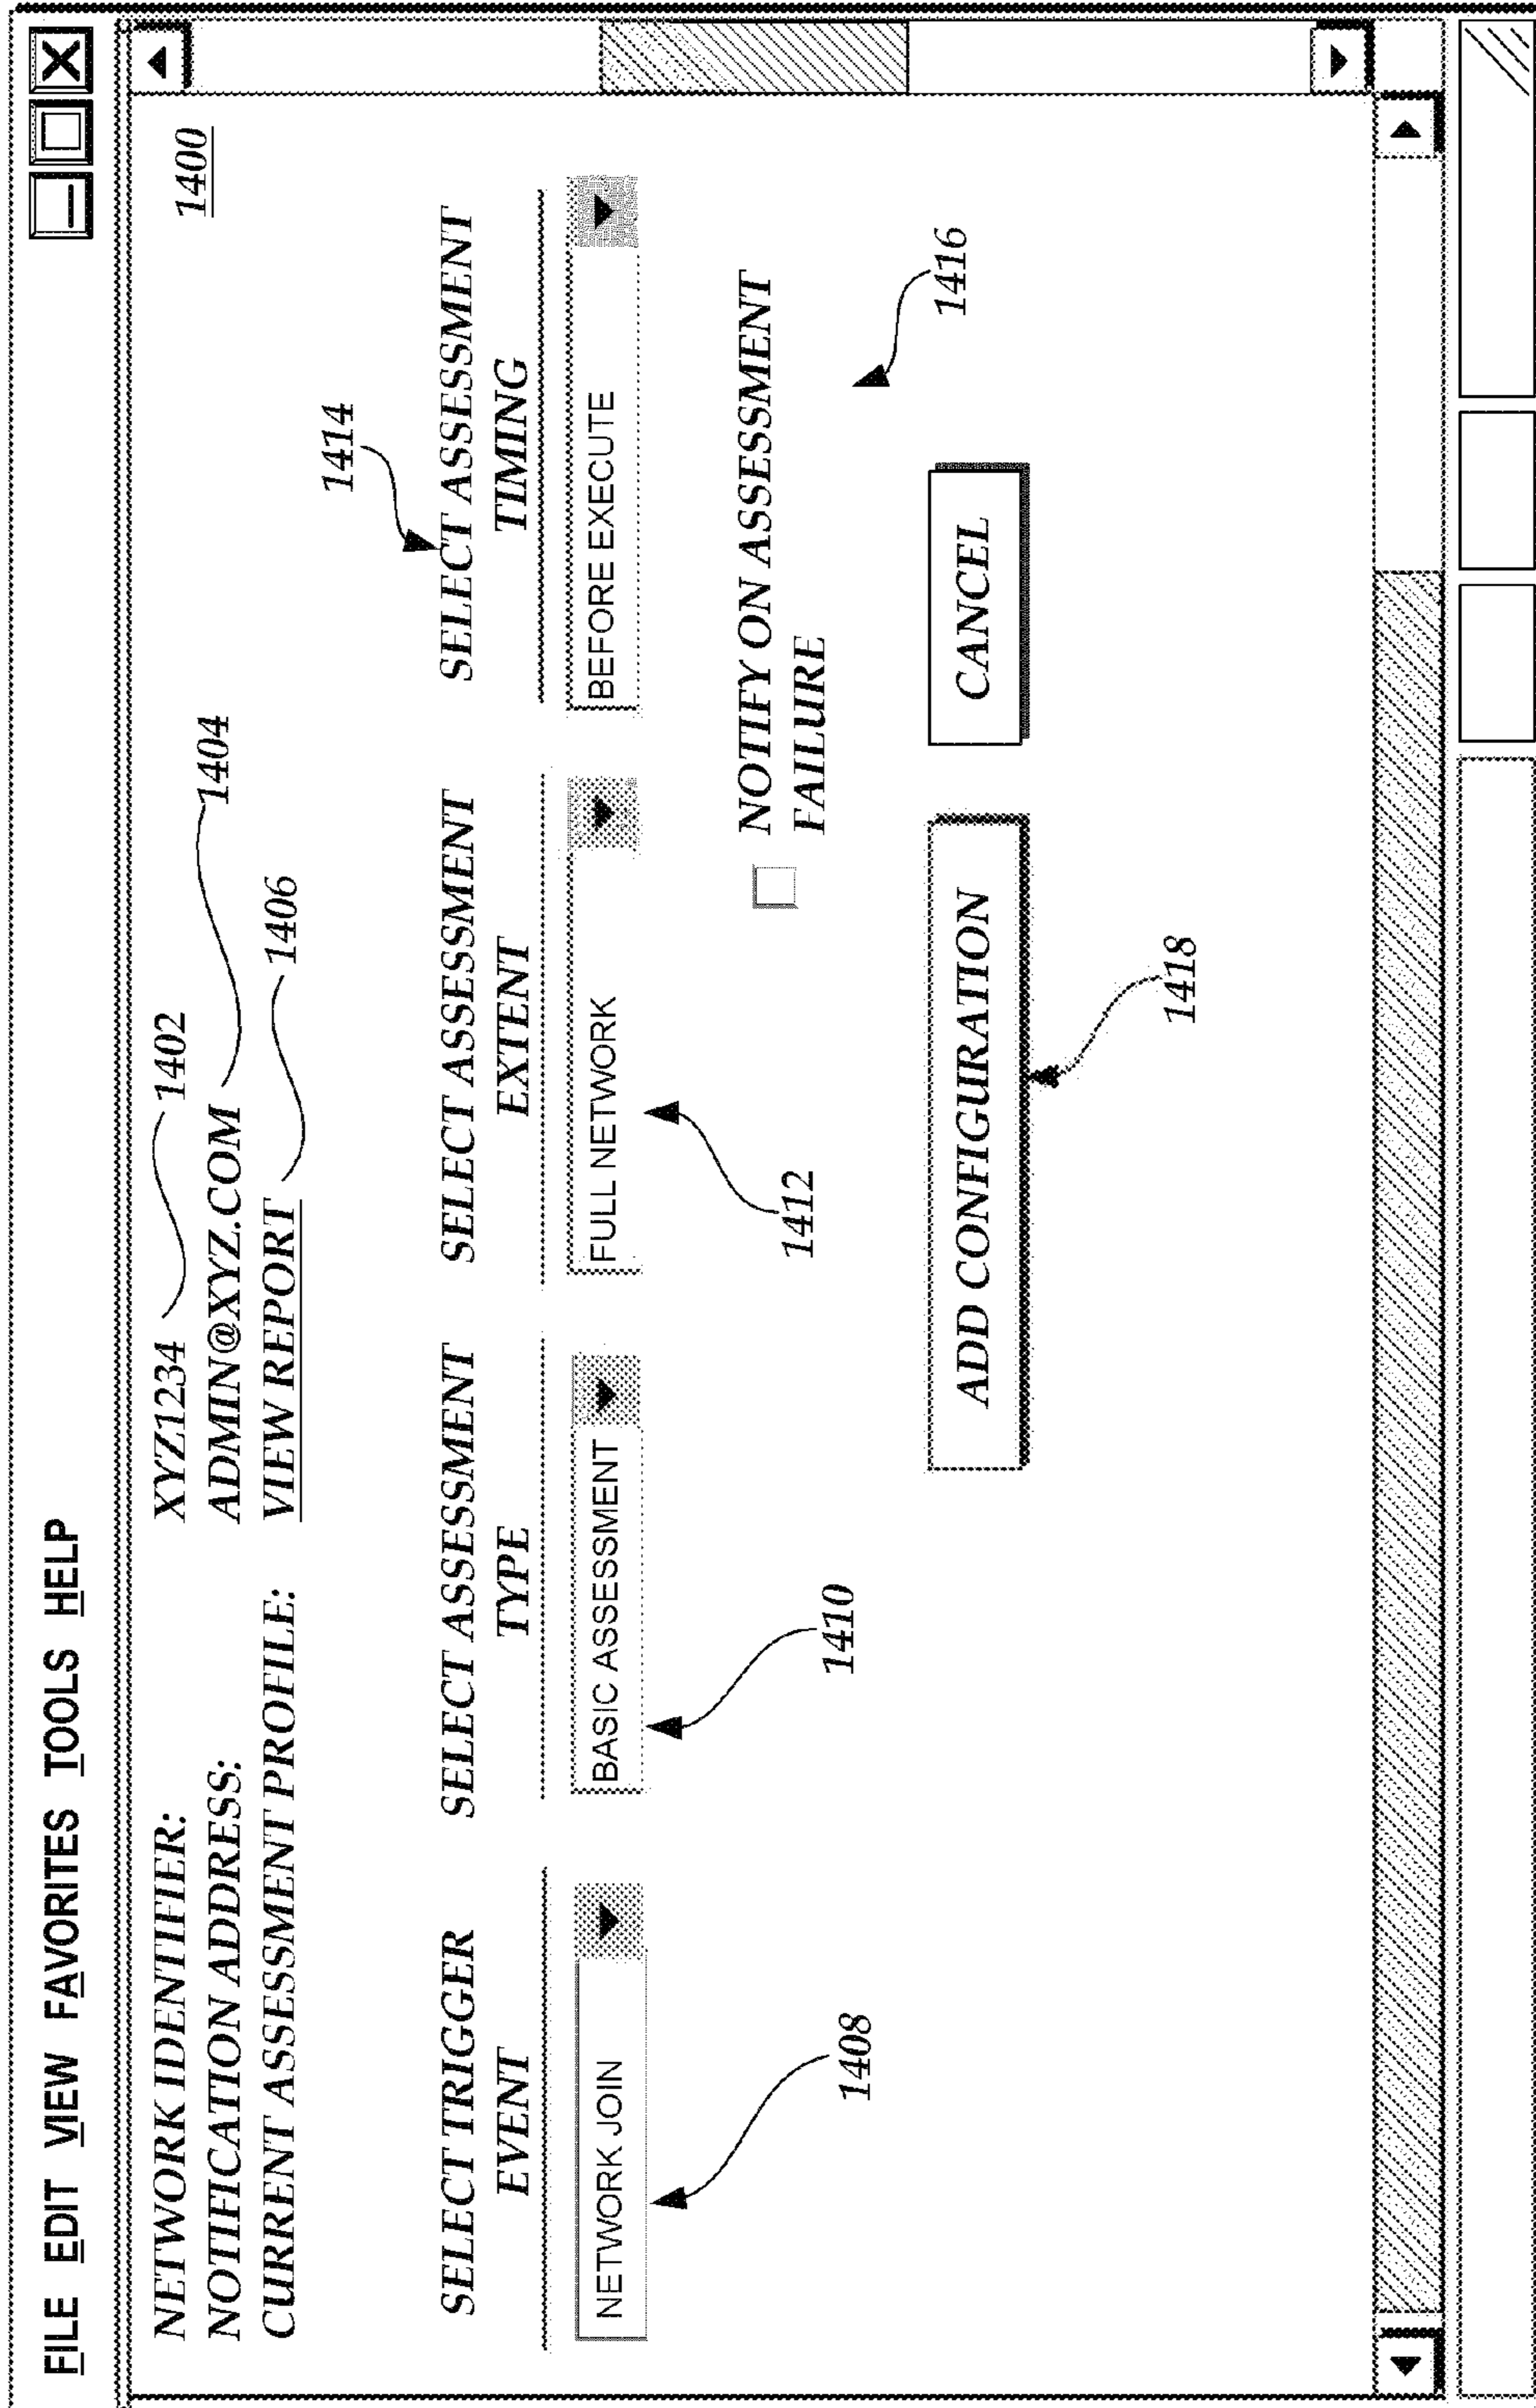 FILE EDIT VIEW FAVORITES TOOLS HELP
1400
NETWORK IDENTIFIER: XYZ1234 1402
NOTIFICATION ADDRESS: ADMIN@XYZ.COM 1404
CURRENT ASSESSMENT PROFILE: VIEW REPORT 1406
1414
SELECT TRIGGER SELECT ASSESSMENT SELECT ASSESSMENT SELECT ASSESSMENT
EVENT TYPE EXTENT TIMING
NETWORK JOIN BASIC ASSESSMENT FULL NETWORK BEFORE EXECUTE
NOTIFY ON ASSESSMENT
FAILURE
1408 1410 1412 1416
ADD CONFIGURATION CANCEL
1418